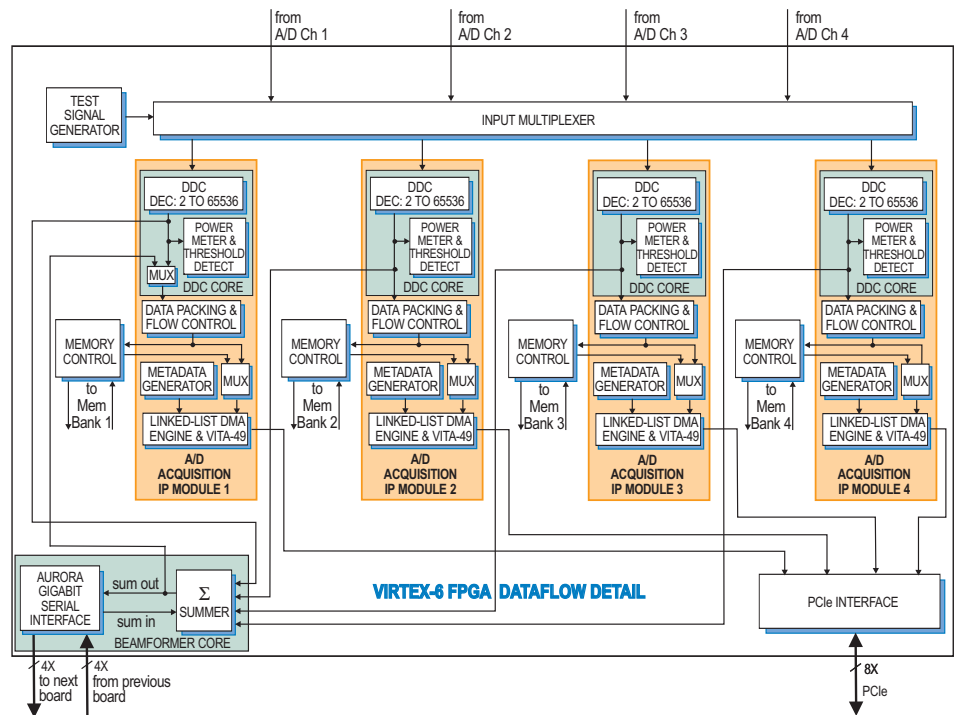 from
A/D Ch 1
from
A/D Ch 2
from
A/D Ch 3
from
A/D Ch 4
TEST
SIGNAL
GENERATOR
INPUT MULTIPLEXER
DDC
DEC: 2 TO 65536
POWER
METER &
THRESHOLD
DETECT
MUX
DDC CORE
DATA PACKING &
FLOW CONTROL
MEMORY
CONTROL
METADATA
GENERATOR
MUX
to
Mem
Bank 1
LINKED-LIST DMA
ENGINE & VITA-49
A/D
ACQUISITION
IP MODULE 1
DDC
DEC: 2 TO 65536
POWER
METER &
THRESHOLD
DETECT
DDC CORE
DATA PACKING &
FLOW CONTROL
MEMORY
CONTROL
METADATA
GENERATOR
MUX
to
Mem
Bank 2
LINKED-LIST DMA
ENGINE & VITA-49
A/D
ACQUISITION
IP MODULE 2
DDC
DEC: 2 TO 65536
POWER
METER &
THRESHOLD
DETECT
DDC CORE
DATA PACKING &
FLOW CONTROL
MEMORY
CONTROL
METADATA
GENERATOR
MUX
to
Mem
Bank 3
LINKED-LIST DMA
ENGINE & VITA-49
A/D
ACQUISITION
IP MODULE 3
DDC
DEC: 2 TO 65536
POWER
METER &
THRESHOLD
DETECT
DDC CORE
DATA PACKING &
FLOW CONTROL
MEMORY
CONTROL
METADATA
GENERATOR
MUX
to
Mem
Bank 4
LINKED-LIST DMA
ENGINE & VITA-49
A/D
ACQUISITION
IP MODULE 4
AURORA
GIGABIT
SERIAL
INTERFACE
sum out
sum in
Σ
SUMMER
BEAMFORMER CORE
VIRTEX-6 FPGA DATAFLOW DETAIL
PCIe INTERFACE
4X
to next
board
4X
from previous
board
8X
PCIe